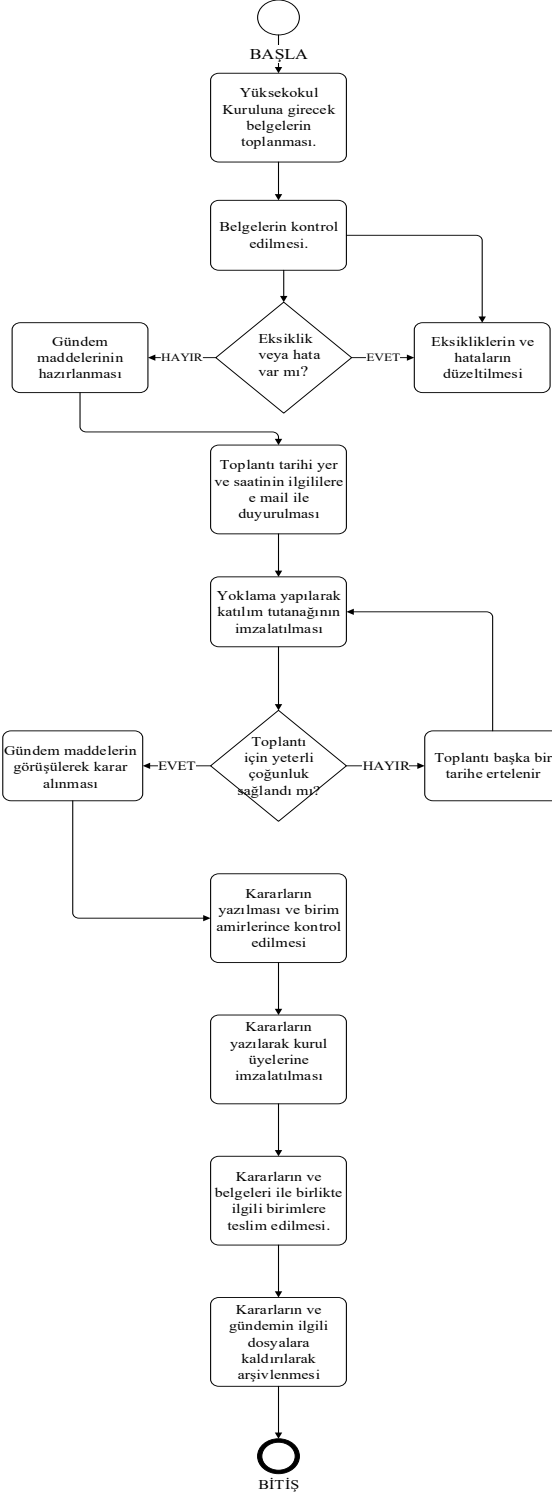 BAŞLA
Yüksekokul
Kuruluna girecek
belgelerin
toplanması.
Belgelerin kontrol
edilmesi.
Gündem
maddelerinin
hazırlanması
HAYIR
Eksiklik
veya hata
var mı?
EVET
Eksikliklerin ve
hataların
düzeltilmesi
Toplantı tarihi yer
ve saatinin ilgililere
e mail ile
duyurulması
Yoklama yapılarak
katılım tutanağının
imzalatılması
Gündem maddelerin
görüşülerek karar
alınması
EVET
Toplantı
için yeterli
çoğunluk
sağlandı mı?
HAYIR
Toplantı başka bir
tarihe ertelenir
Kararların
yazılması ve birim
amirlerince kontrol
edilmesi
Kararların
yazılarak kurul
üyelerine
imzalatılması
Kararların ve
belgeleri ile birlikte
ilgili birimlere
teslim edilmesi.
Kararların ve
gündemin ilgili
dosyalara
kaldırılarak
arşivlenmesi
BİTİŞ